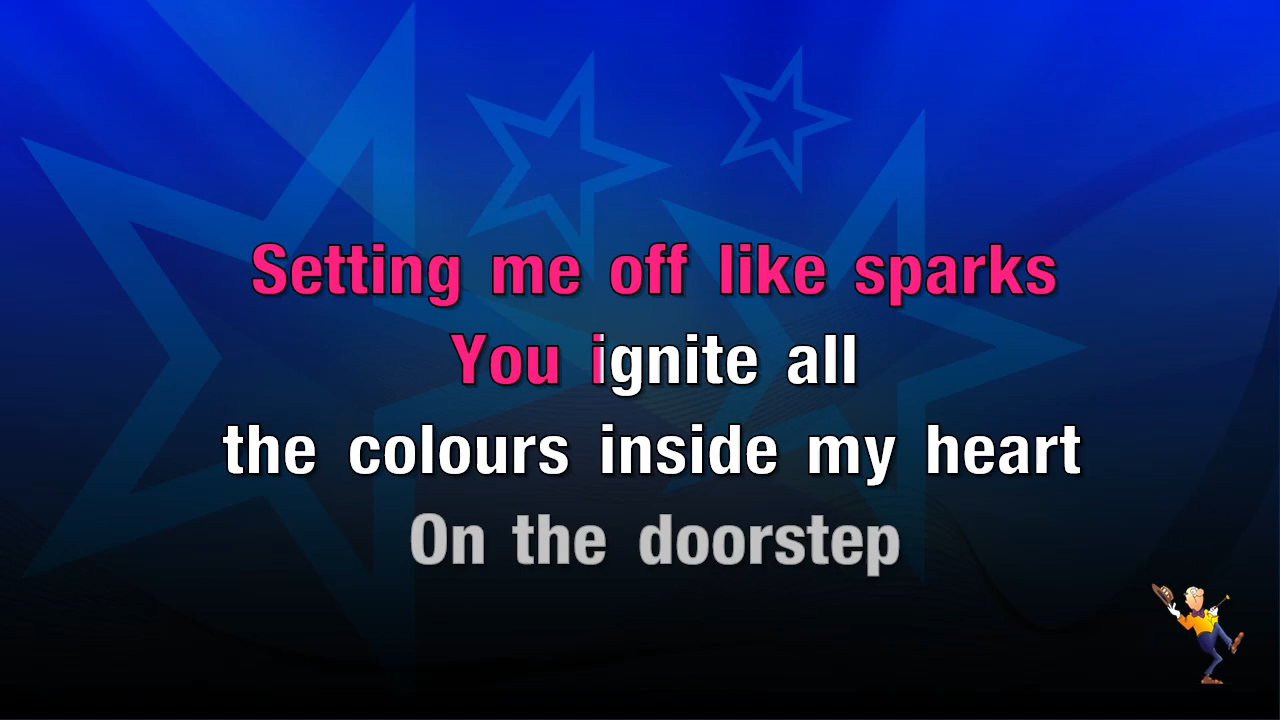 Setting me off like sparks
You ignite all
the colours inside my heart
On the doorstep